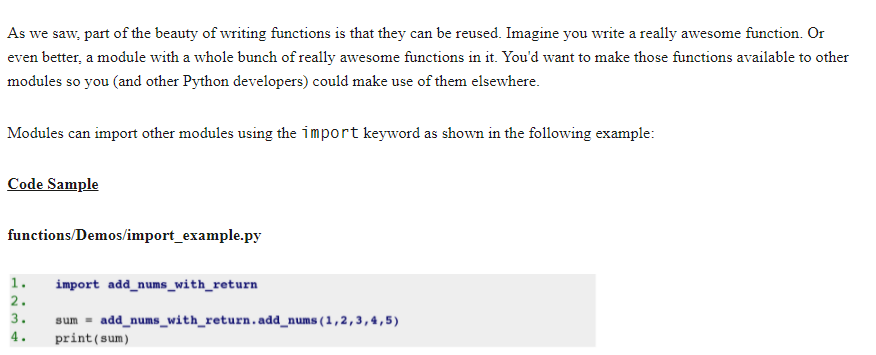 As we saw, part of the beauty of writing functions is that they can be reused. Imagine you write a really awesome function. Or
even better, a module with a whole bunch of really awesome functions in it. You'd want to make those functions available to other
modules so you (and other Python developers) could make use of them elsewhere.
Modules can import other modules using the import keyword as shown in the following example:
Code Sample
functions/Demos/import_example.py
1. import add_nums_with_return
2.
3. sum = add_nums_with_return.add_nums(1,2,3,4,5)
4. print(sum)